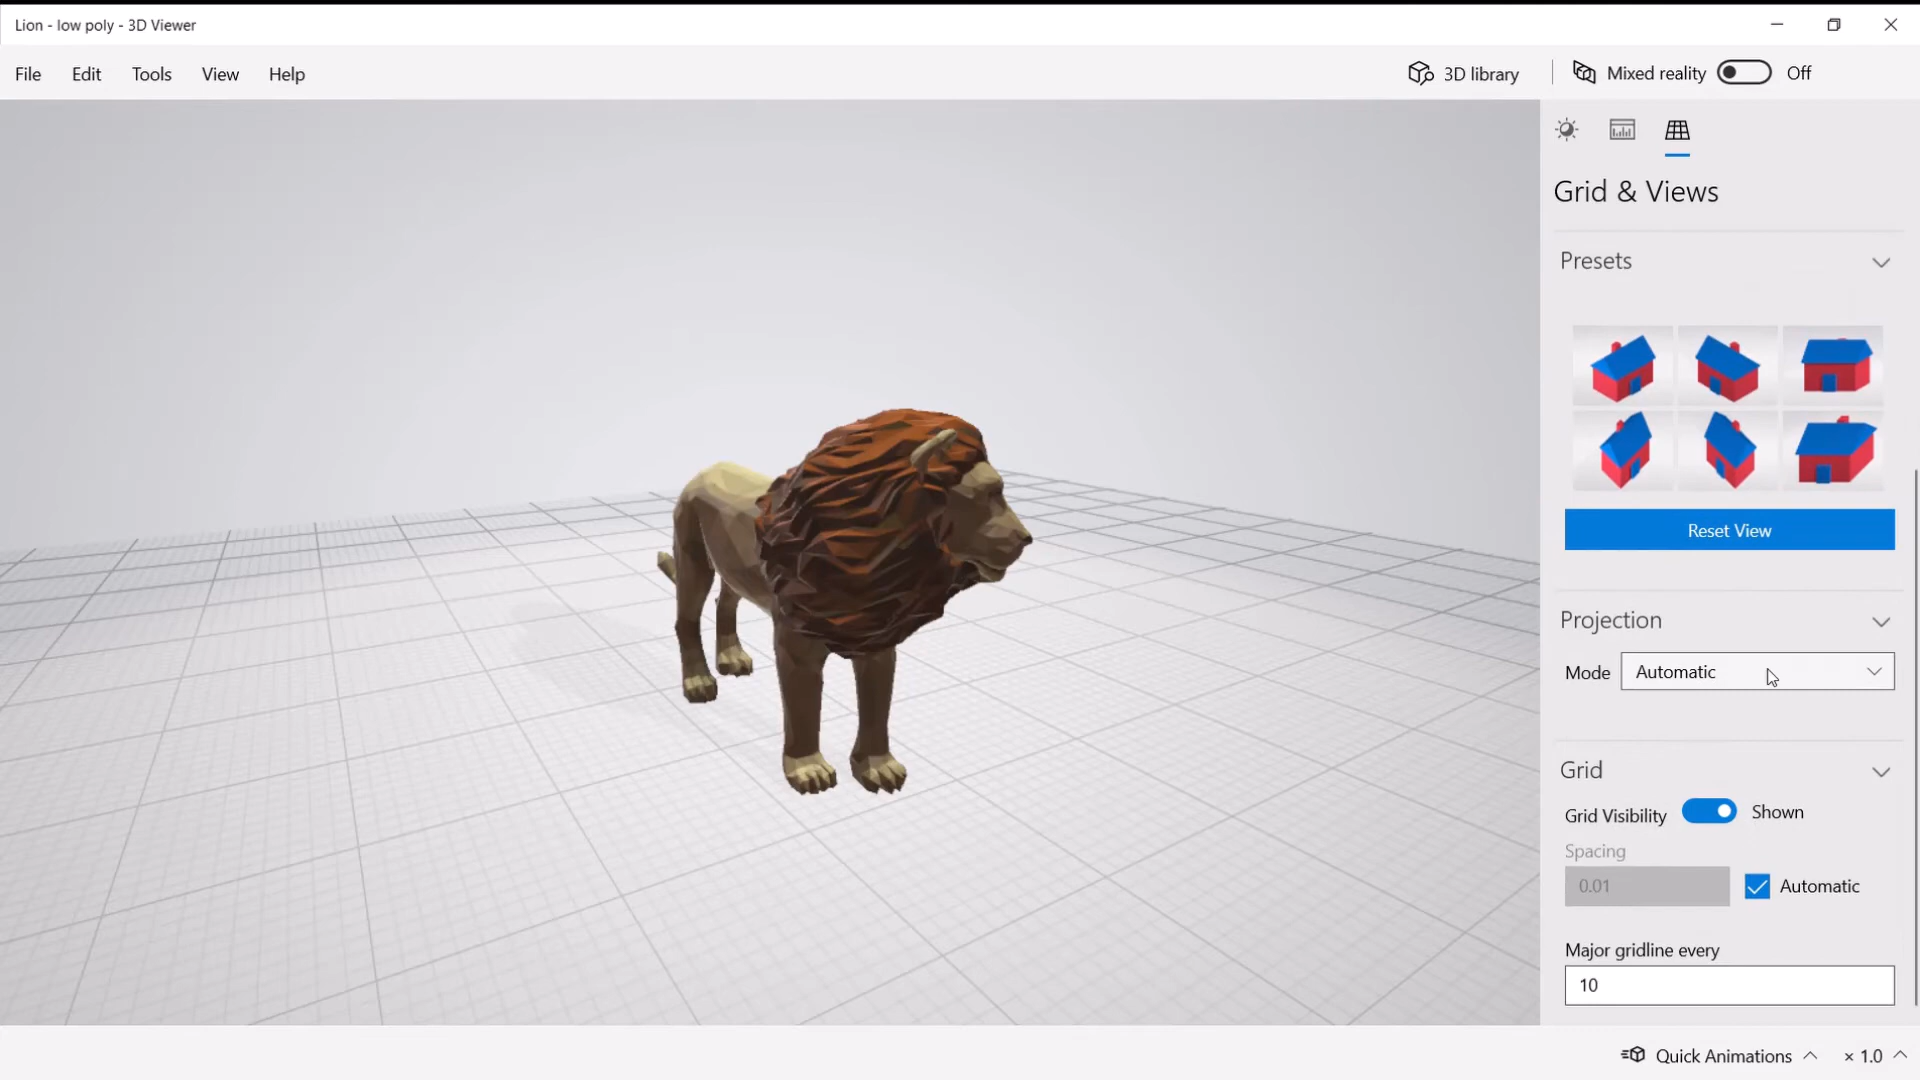 Lion - low poly - 3D Viewer
File Edit Tools View Help
3D library
Mixed reality Off
Grid & Views
Presets
Reset View
Projection
Mode Automatic
Grid
Grid Visibility Shown
Spacing
0.01 Automatic
Major gridline every
10
Quick Animations × 1.0